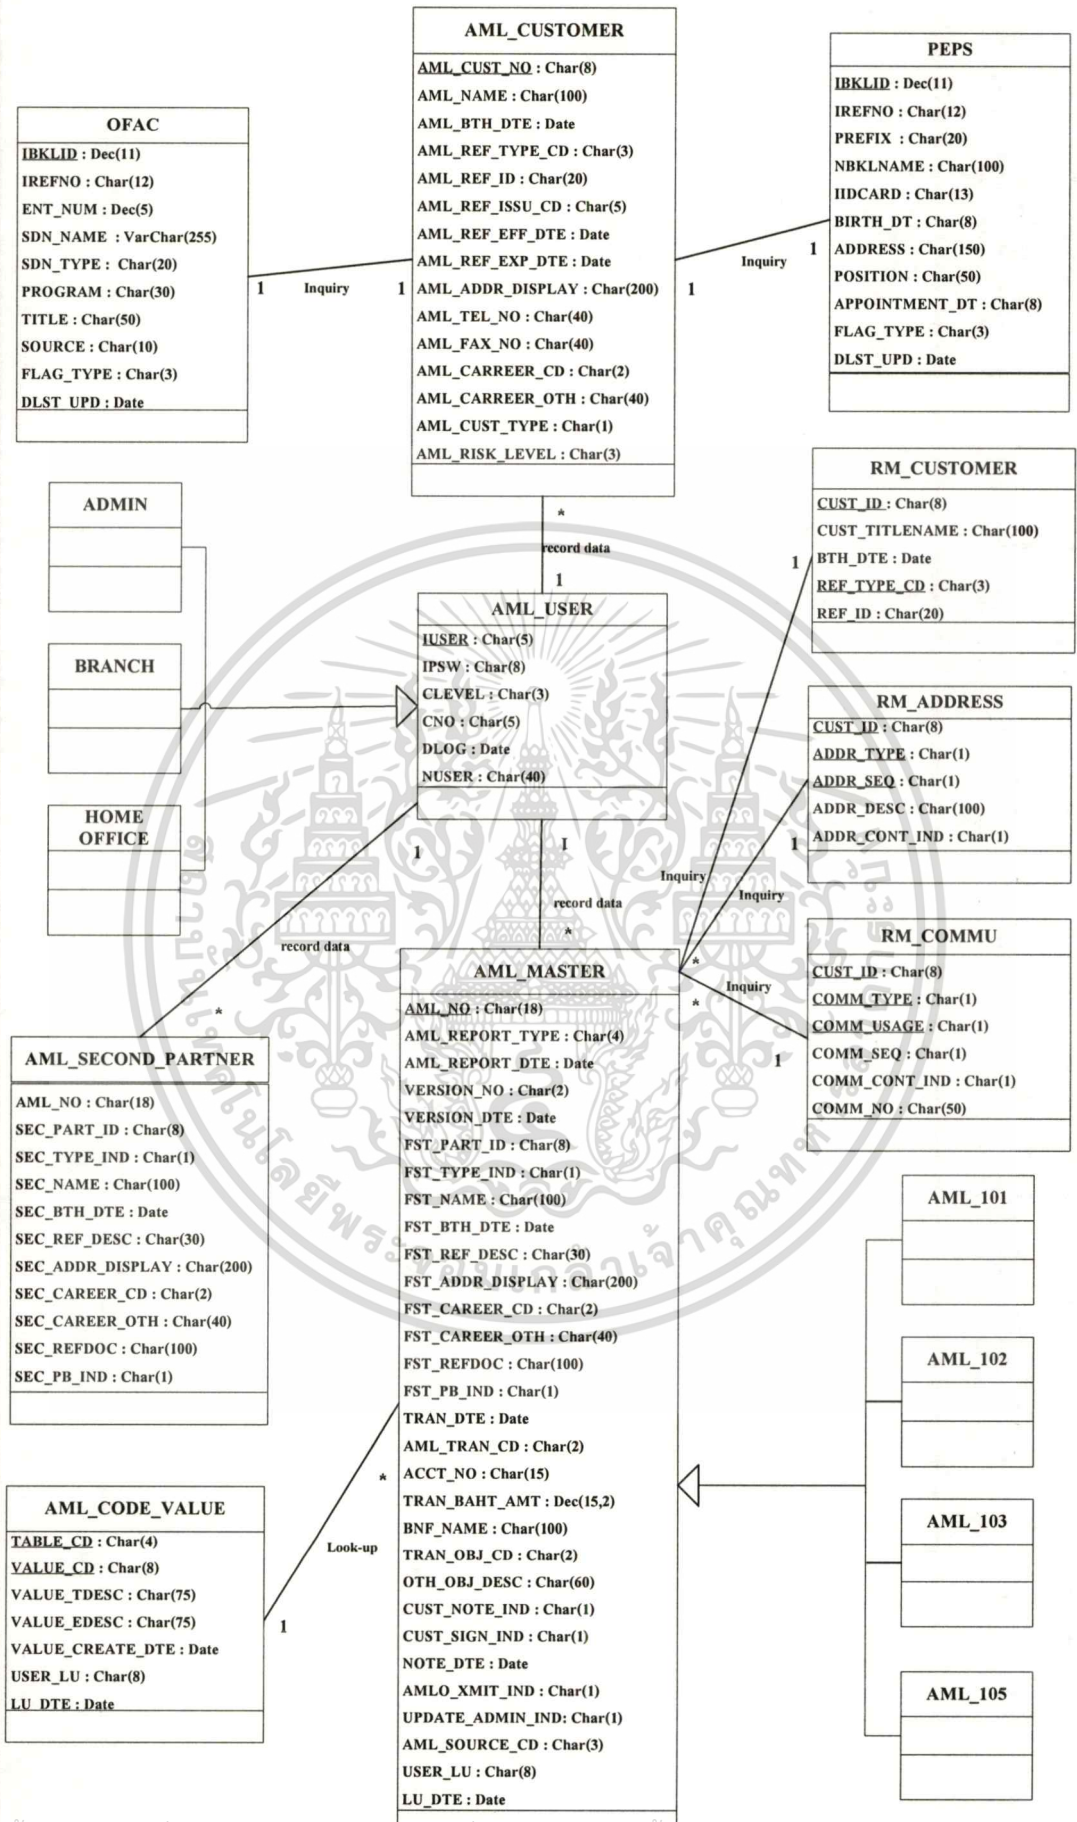 AML_CUSTOMER
AML_CUST_NO : Char(8)
AML_NAME : Char(100)
AML_BTH_DTE : Date
AML_REF_TYPE_CD : Char(3)
AML_REF_ID : Char(20)
AML_REF_ISSU_CD : Char(5)
AML_REF_EFF_DTE : Date
AML_REF_EXP_DTE : Date
AML_ADDR_DISPLAY : Char(200)
AML_TEL_NO : Char(40)
AML_FAX_NO : Char(40)
AML_CARREER_CD : Char(2)
AML_CARREER_OTH : Char(40)
AML_CUST_TYPE : Char(1)
AML_RISK_LEVEL : Char(3)
PEPS
IBKLID : Dec(11)
IREFNO : Char(12)
PREFIX : Char(20)
NBKLNAME : Char(100)
IIDCARD : Char(13)
BIRTH_DT : Char(8)
ADDRESS : Char(150)
POSITION : Char(50)
APPOINTMENT_DT : Char(8)
FLAG_TYPE : Char(3)
DLST_UPD : Date
OFAC
IBKLID : Dec(11)
IREFNO : Char(12)
ENT_NUM : Dec(5)
SDN_NAME : VarChar(255)
SDN_TYPE : Char(20)
PROGRAM : Char(30)
TITLE : Char(50)
SOURCE : Char(10)
FLAG_TYPE : Char(3)
DLST_UPD : Date
1 Inquiry 1
1 Inquiry 1
*
record data
1
ADMIN
BRANCH
HOME
OFFICE
AML_USER
IUSER : Char(5)
IPSW : Char(8)
CLEVEL : Char(3)
CNO : Char(5)
DLOG : Date
NUSER : Char(40)
RM_CUSTOMER
CUST_ID : Char(8)
CUST_TITLENAME : Char(100)
BTH_DTE : Date
REF_TYPE_CD : Char(3)
REF_ID : Char(20)
1
RM_ADDRESS
CUST_ID : Char(8)
ADDR_TYPE : Char(1)
ADDR_SEQ : Char(1)
ADDR_DESC : Char(100)
ADDR_CONT_IND : Char(1)
1
Inquiry
Inquiry
RM_COMMU
CUST_ID : Char(8)
COMM_TYPE : Char(1)
COMM_USAGE : Char(1)
COMM_SEQ : Char(1)
COMM_CONT_IND : Char(1)
COMM_NO : Char(50)
*
Inquiry
*
1
1
record data
*
I
record data
*
AML_SECOND_PARTNER
AML_NO : Char(18)
SEC_PART_ID : Char(8)
SEC_TYPE_IND : Char(1)
SEC_NAME : Char(100)
SEC_BTH_DTE : Date
SEC_REF_DESC : Char(30)
SEC_ADDR_DISPLAY : Char(200)
SEC_CAREER_CD : Char(2)
SEC_CAREER_OTH : Char(40)
SEC_REFDOC : Char(100)
SEC_PB_IND : Char(1)
AML_MASTER
AML_NO : Char(18)
AML_REPORT_TYPE : Char(4)
AML_REPORT_DTE : Date
VERSION_NO : Char(2)
VERSION_DTE : Date
FST_PART_ID : Char(8)
FST_TYPE_IND : Char(1)
FST_NAME : Char(100)
FST_BTH_DTE : Date
FST_REF_DESC : Char(30)
FST_ADDR_DISPLAY : Char(200)
FST_CAREER_CD : Char(2)
FST_CAREER_OTH : Char(40)
FST_REFDOC : Char(100)
FST_PB_IND : Char(1)
TRAN_DTE : Date
AML_TRAN_CD : Char(2)
ACCT_NO : Char(15)
TRAN_BAHT_AMT : Dec(15,2)
BNF_NAME : Char(100)
TRAN_OBJ_CD : Char(2)
OTH_OBJ_DESC : Char(60)
CUST_NOTE_IND : Char(1)
CUST_SIGN_IND : Char(1)
NOTE_DTE : Date
AMLO_XMIT_IND : Char(1)
UPDATE_ADMIN_IND: Char(1)
AML_SOURCE_CD : Char(3)
USER_LU : Char(8)
LU_DTE : Date
AML_CODE_VALUE
TABLE_CD : Char(4)
VALUE_CD : Char(8)
VALUE_TDESC : Char(75)
VALUE_EDESC : Char(75)
VALUE_CREATE_DTE : Date
USER_LU : Char(8)
LU_DTE : Date
*
Look-up
1
AML_101
AML_102
AML_103
AML_105